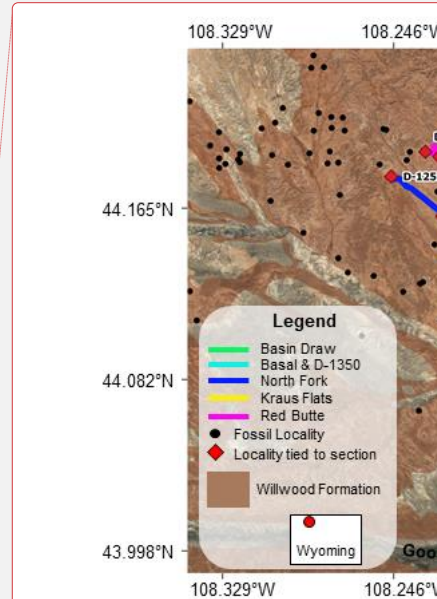 108.329°W
108.246°W
D-125
44.165°N
Legend
Basin Draw
Basal & D-1350
North Fork
Kraus Flats
Red Butte
Fossil Locality
Locality tied to section
Willwood Formation
44.082°N
Wyoming
43.998°N
Goo
108.329°W
108.246°W